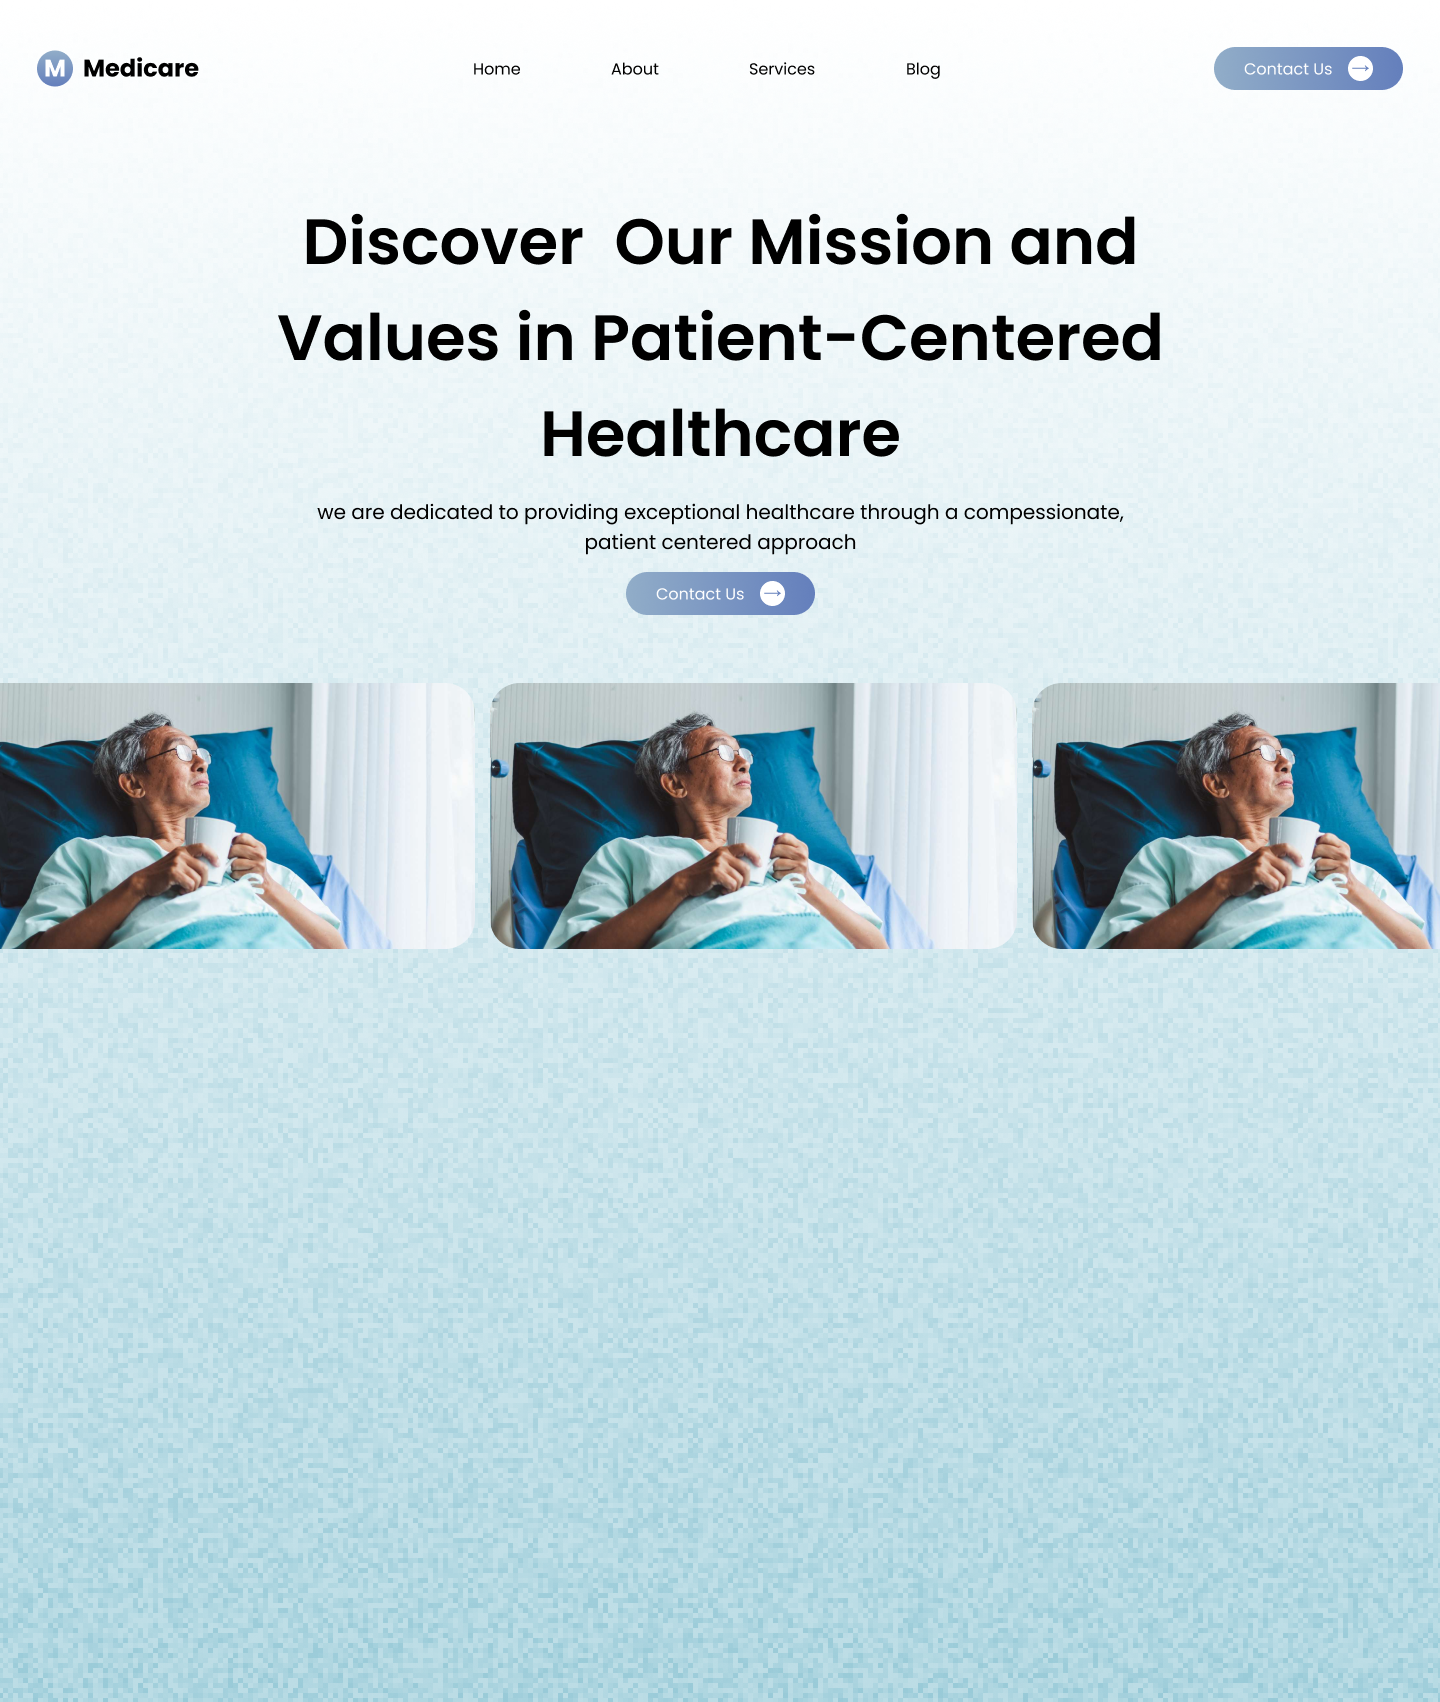 M Medicare
Home About Services Blog
Contact Us
Discover  Our Mission and
Values in Patient-Centered
Healthcare
we are dedicated to providing exceptional healthcare through a compessionate,
patient centered approach
Contact Us